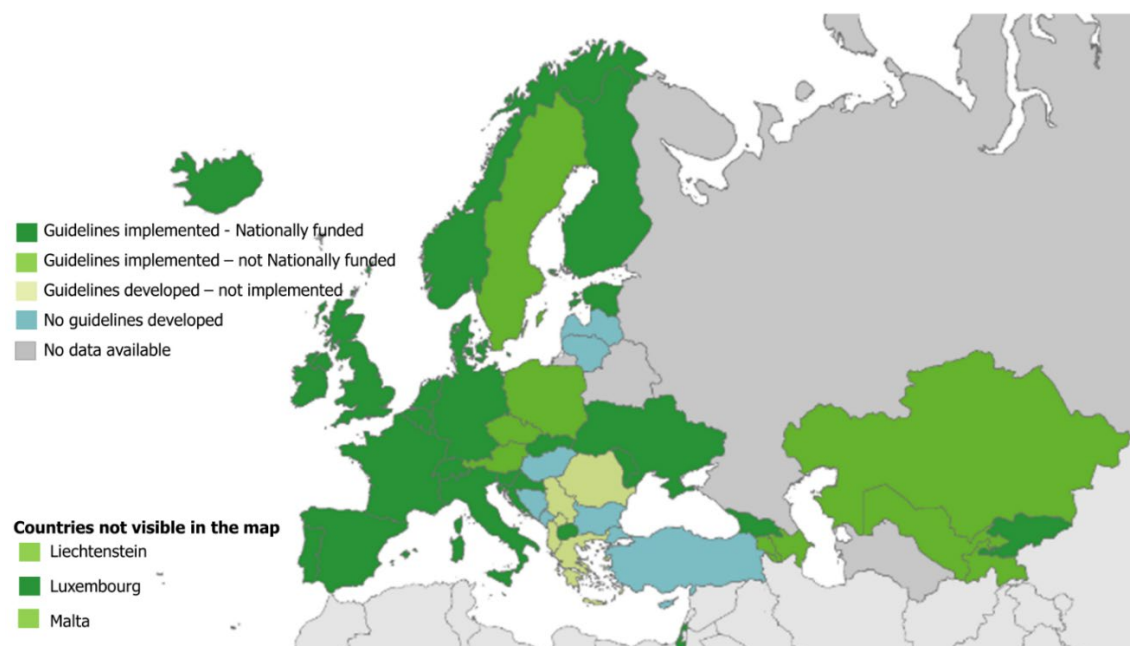 Guidelines implemented - Nationally funded
Guidelines implemented – not Nationally funded
Guidelines developed – not implemented
No guidelines developed
No data available
Countries not visible in the map
Liechtenstein
Luxembourg
Malta